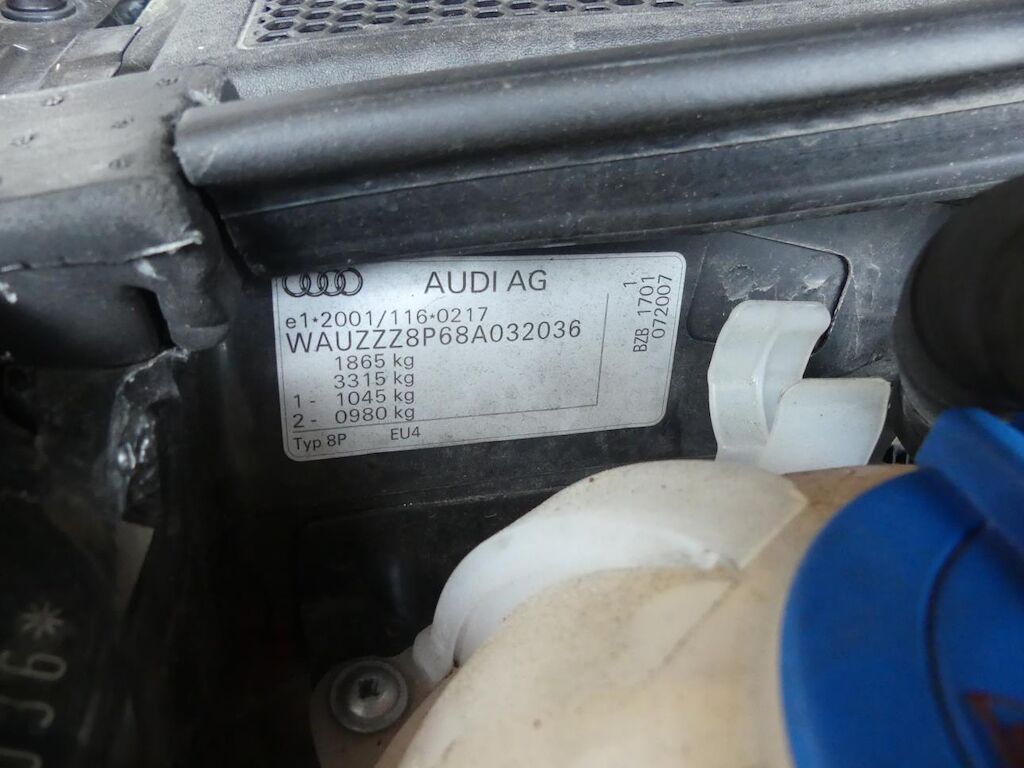 AUDI AG
e1*2001/116*0217
WAUZZZ8P68A032036
1865 kg
3315 kg
1 - 1045 kg
2 - 0980 kg
Typ 8P EU4
1
BZB 1701
072007
036*